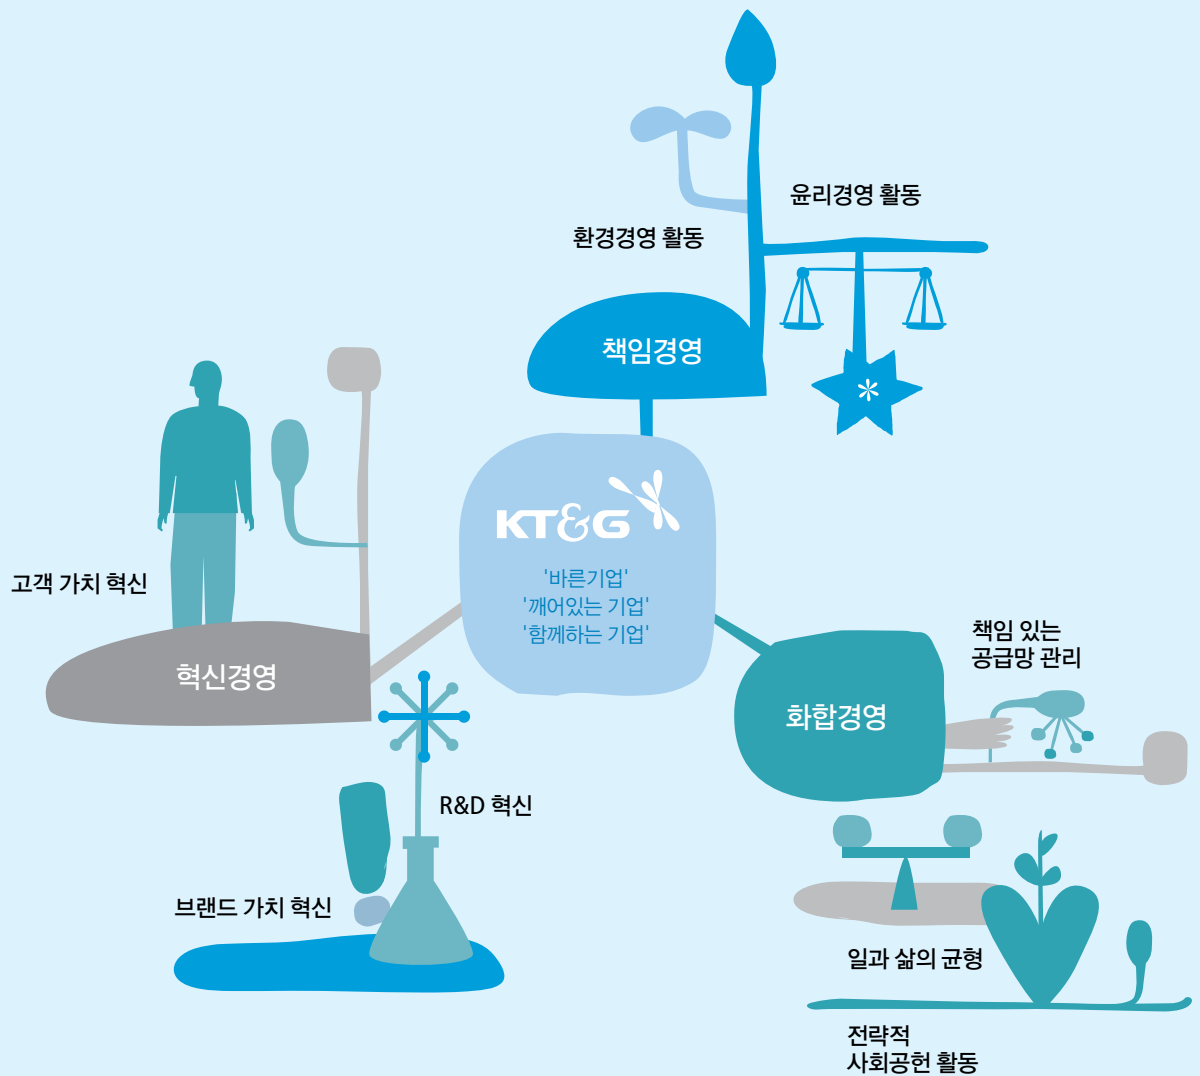 윤리경영 활동
환경경영 활동
책임경영
KT&G
'바른기업'
'깨어있는 기업'
'함께하는 기업'
고객 가치 혁신
혁신경영
책임 있는
공급망 관리
화합경영
R&D 혁신
브랜드 가치 혁신
일과 삶의 균형
전략적
사회공헌 활동